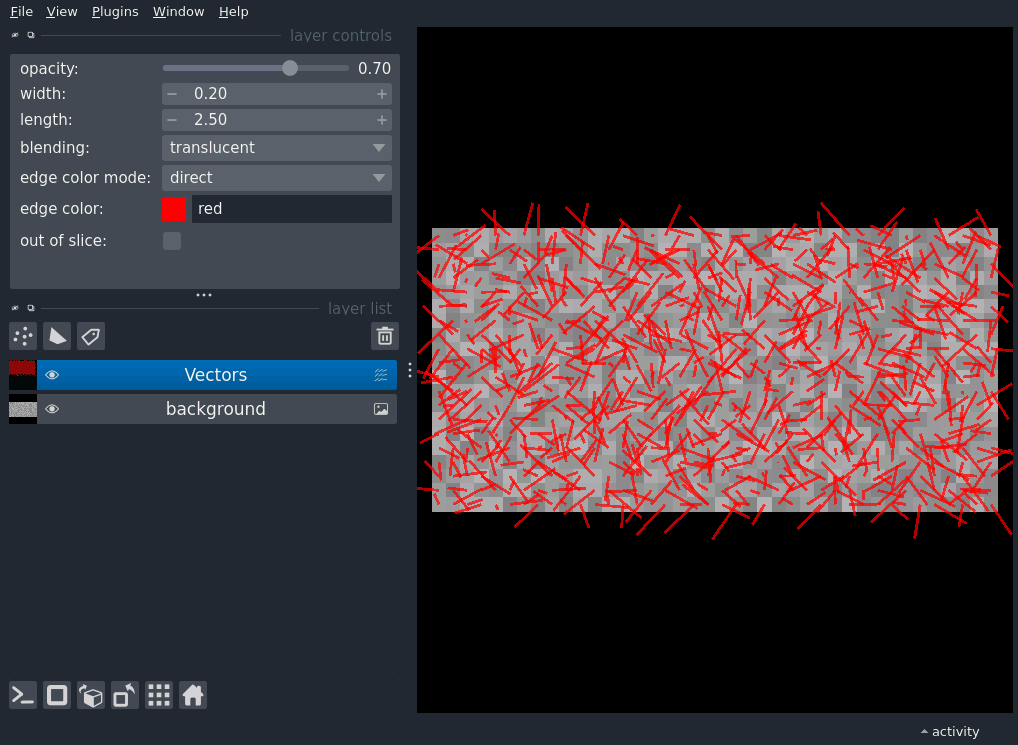 File View Plugins Window Help
layer controls
opacity: 0.70
width: 0.20
length: 2.50
blending: translucent
edge color mode: direct
edge color: red
out of slice:
layer list
Vectors
background
activity